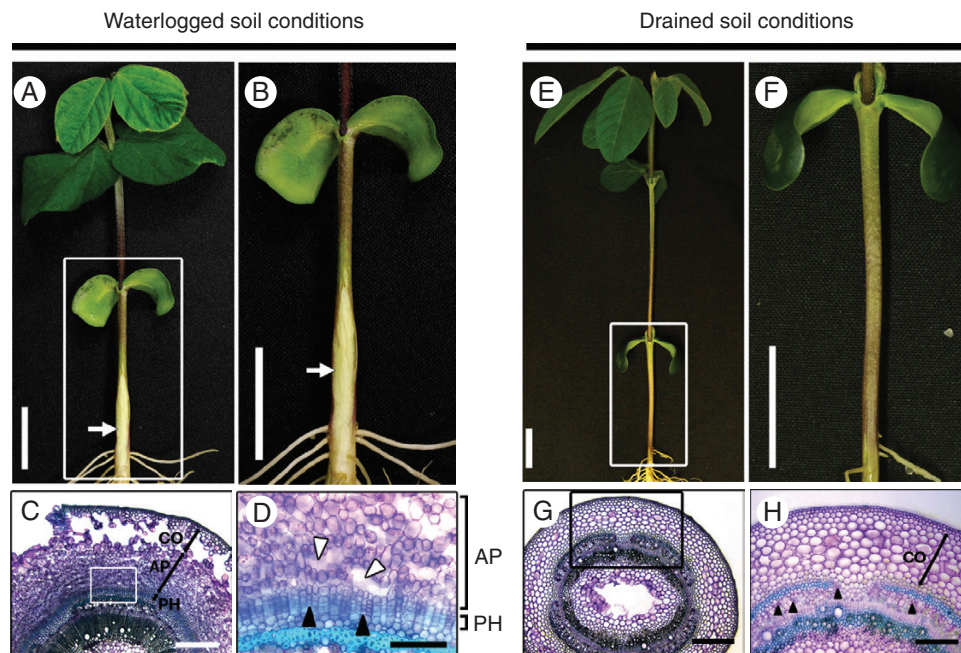 Waterlogged soil conditions
Drained soil conditions
A
B
E
F
C
CO
AP
PH
D
AP
PH
G
H
CO